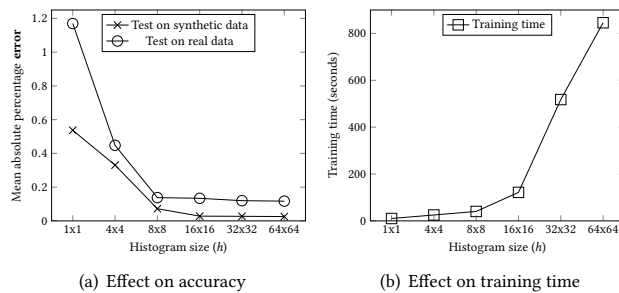 Mean absolute percentage error
1.2
1
0.8
0.6
0.4
0.2
0
Test on synthetic data
Test on real data
1x1 4x4 8x8 16x16 32x32 64x64
Histogram size (h)
(a) Effect on accuracy
Training time (seconds)
800
600
400
200
0
Training time
1x1 4x4 8x8 16x16 32x32 64x64
Histogram size (h)
(b) Effect on training time